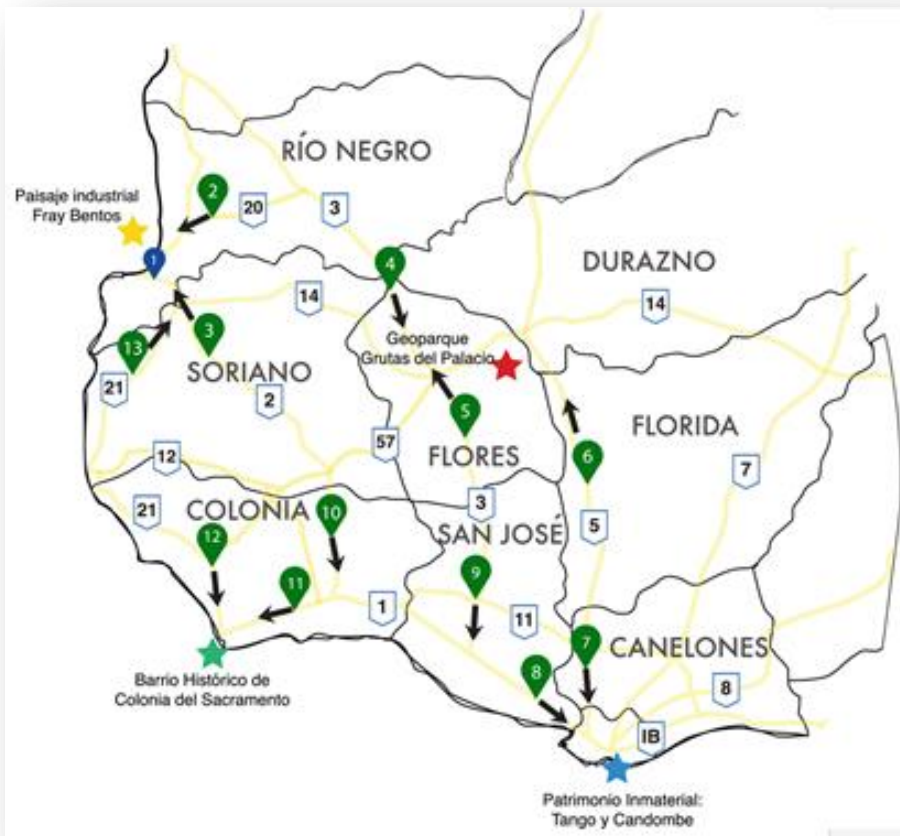 RÍO NEGRO
2
Paisaje industrial
Fray Bentos
20
3
1
4
DURAZNO
14
14
3
13
Geoparque
Grutas del Palacio
SORIANO
21
2
5
57
FLORES
6
FLORIDA
7
12
21
COLONIA
10
3
SAN JOSÉ
5
12
11
9
1
11
7
CANELONES
8
8
IB
Barrio Histórico de
Colonia del Sacramento
Patrimonio Inmaterial:
Tango y Candombe